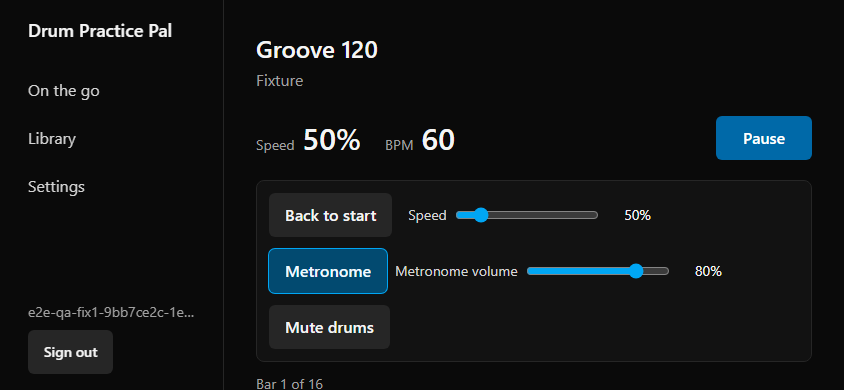 Drum Practice Pal
On the go
Library
Settings
e2e-qa-fix1-9bb7ce2c-1e...
Sign out
Groove 120
Fixture
Speed 50% BPM 60
Pause
Back to start Speed 50%
Metronome Metronome volume 80%
Mute drums
Bar 1 of 16